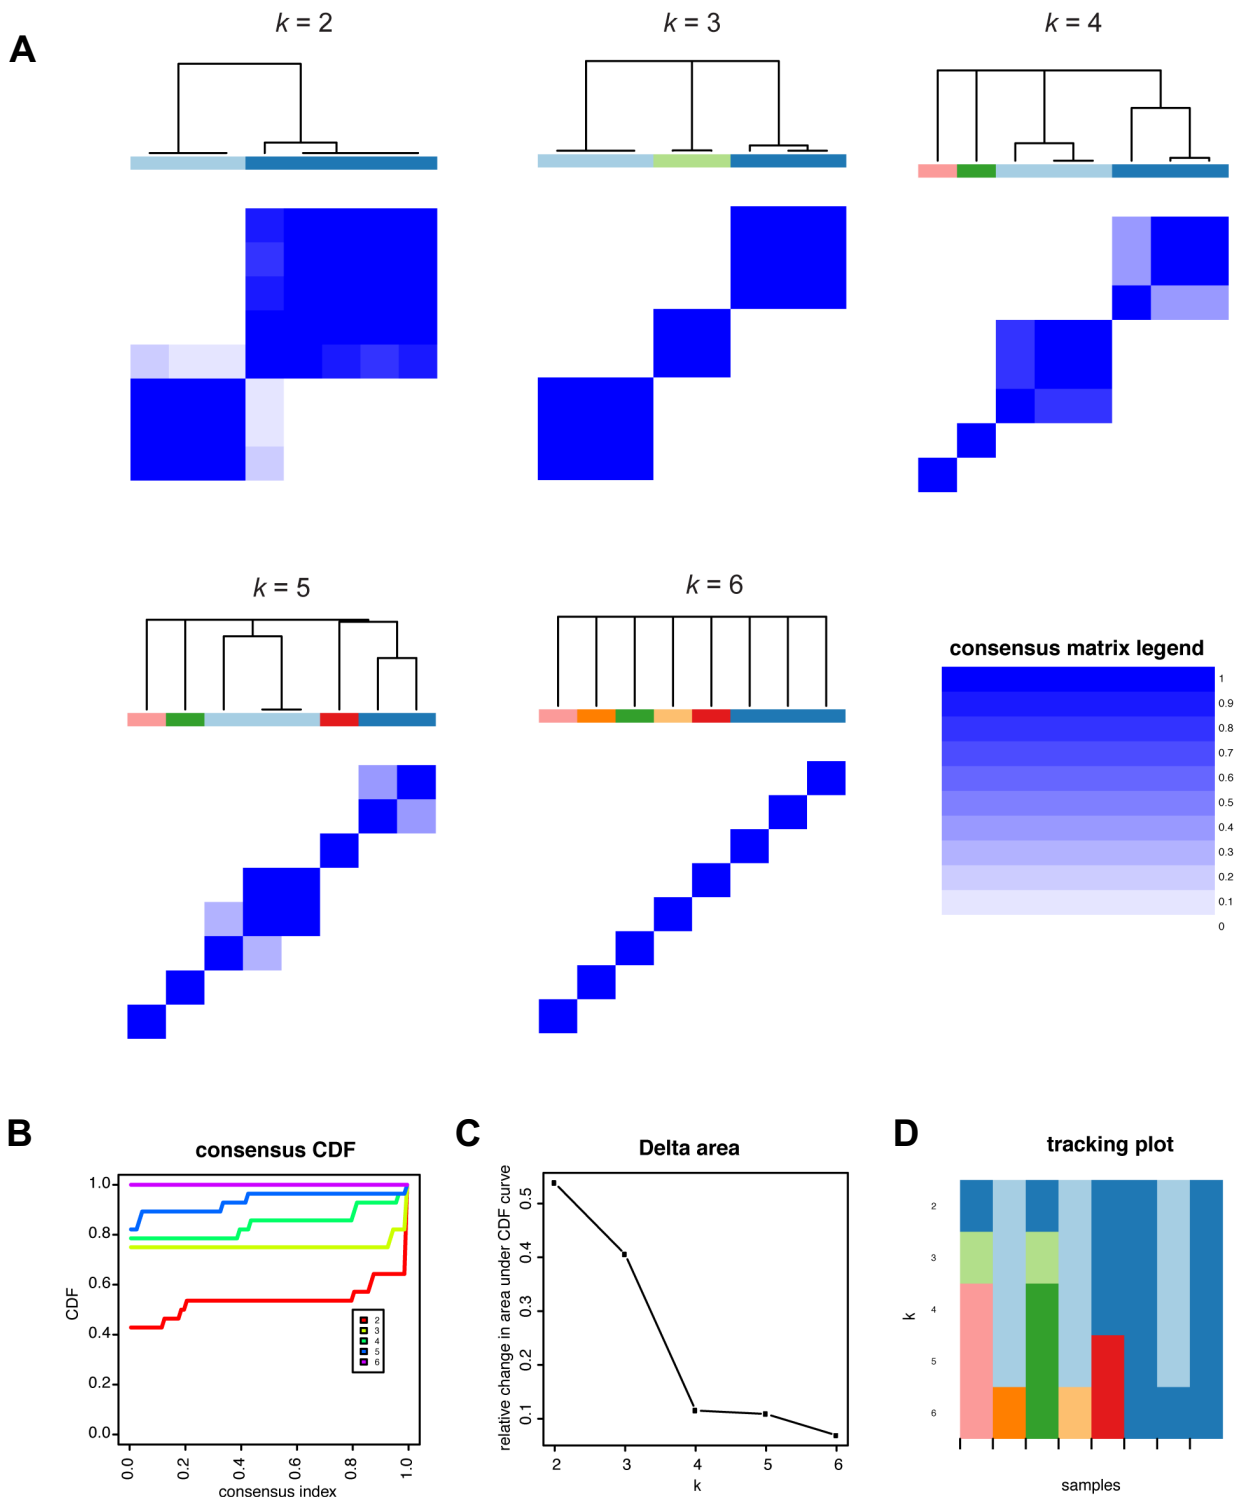 A
k = 2
k = 3
k = 4
k = 5
k = 6
consensus matrix legend
1
0.9
0.8
0.7
0.6
0.5
0.4
0.3
0.2
0.1
0
B
consensus CDF
CDF
1.0
0.8
0.6
0.4
0.2
0.0
2
3
4
5
6
0.0 0.2 0.4 0.6 0.8 1.0
consensus index
C
Delta area
relative change in area under CDF curve
0.5
0.4
0.3
0.2
0.1
2 3 4 5 6
k
D
tracking plot
k
2
3
4
5
6
samples